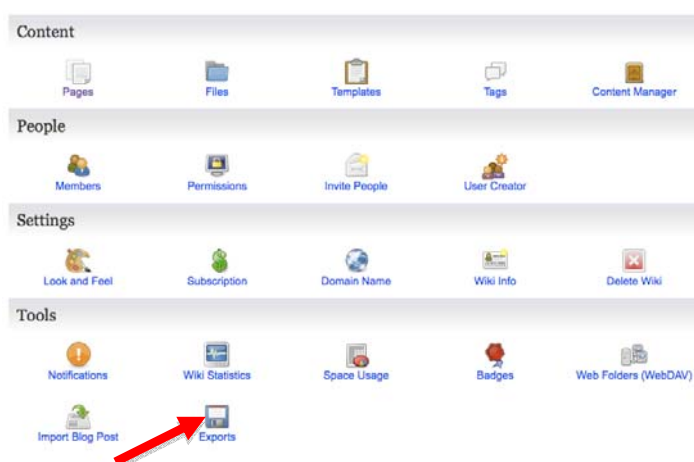 Content
Pages Files Templates Tags Content Manager
People
Members Permissions Invite People User Creator
Settings
Look and Feel Subscription Domain Name Wiki Info Delete Wiki
Tools
Notifications Wiki Statistics Space Usage Badges Web Folders (WebDAV)
Import Blog Post Exports